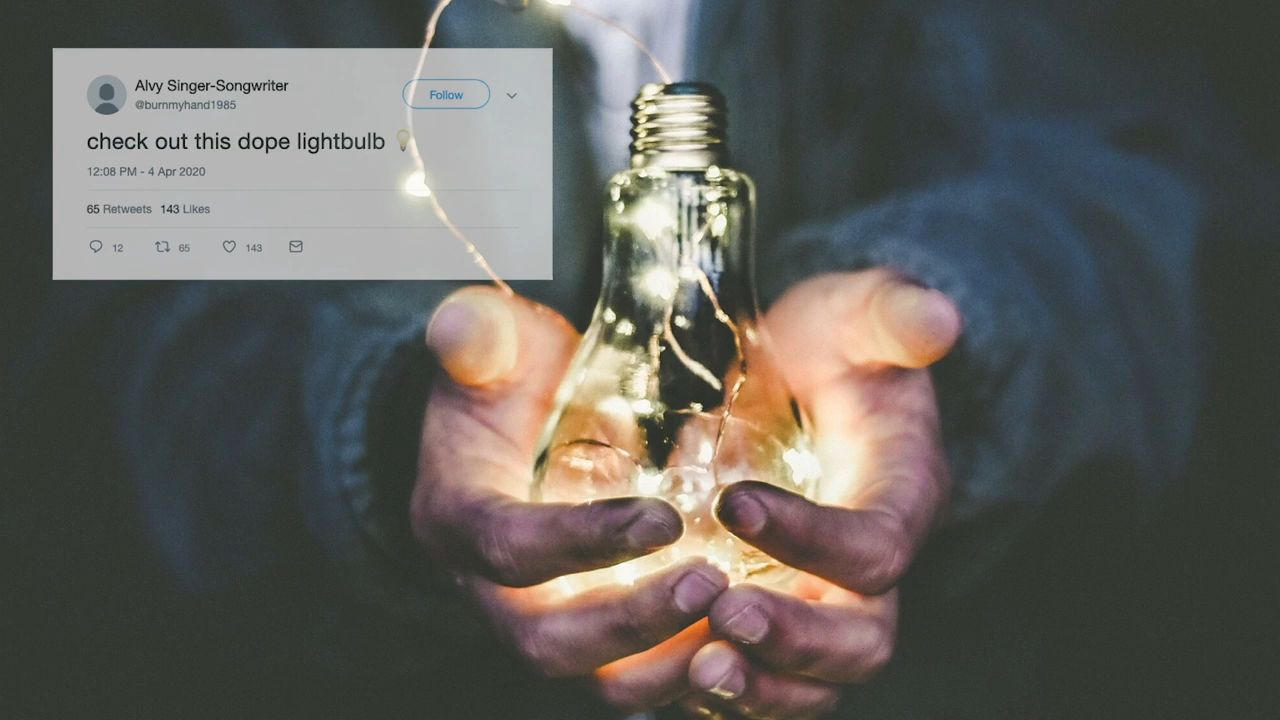 Alvy Singer-Songwriter
@burnmyhand1985
Follow
check out this dope lightbulb 💡
12:08 PM - 4 Apr 2020
65 Retweets 143 Likes
12 65 143